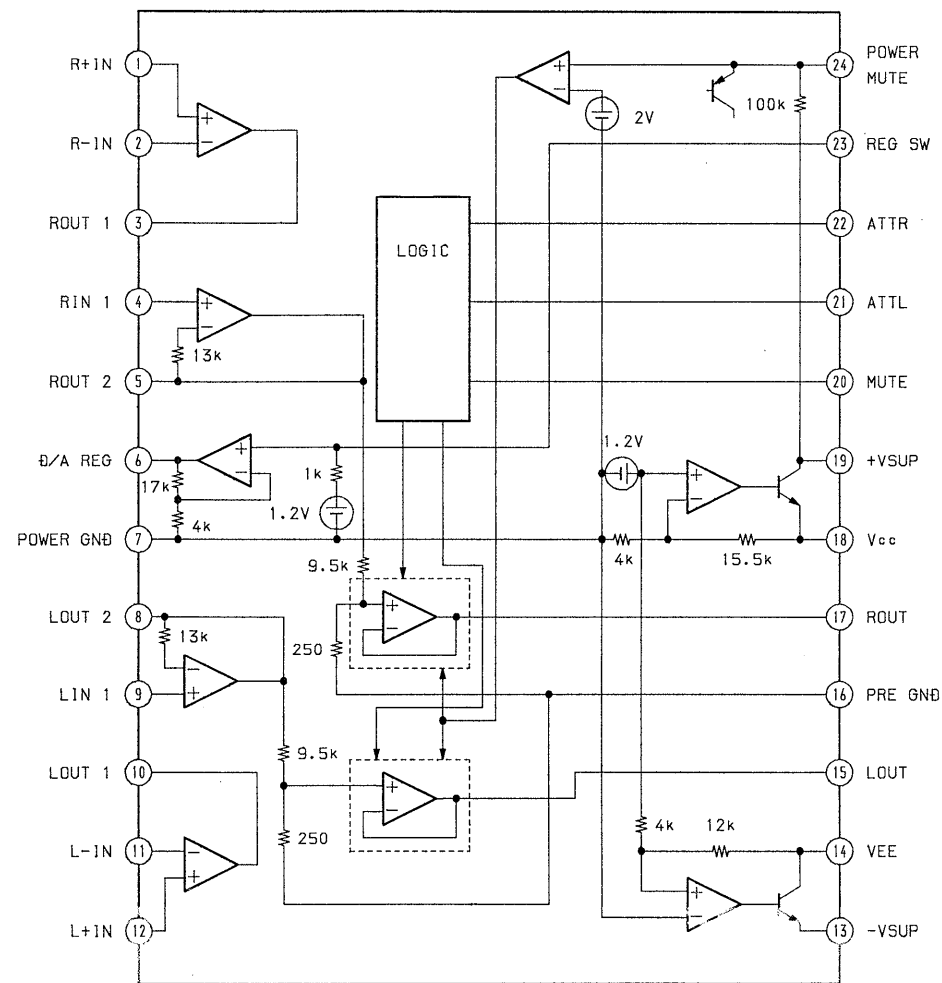 R+IN 1
R-IN 2
ROUT 1 3
RIN 1 4
ROUT 2 5
D/A REG 6
POWER GND 7
LOUT 2 8
LIN 1 9
LOUT 1 10
L-IN 11
L+IN 12
+
−
+
−
13k
+
−
17k
4k
1k
1.2V
13k
−
+
9.5k
250
−
+
LOGIC
9.5k
+
−
250
+
−
+
−
2V
100k
1.2V
+
−
4k
15.5k
4k
12k
+
−
24 POWER
MUTE
23 REG SW
22 ATTR
21 ATTL
20 MUTE
19 +VSUP
18 Vcc
17 ROUT
16 PRE GND
15 LOUT
14 VEE
13 -VSUP